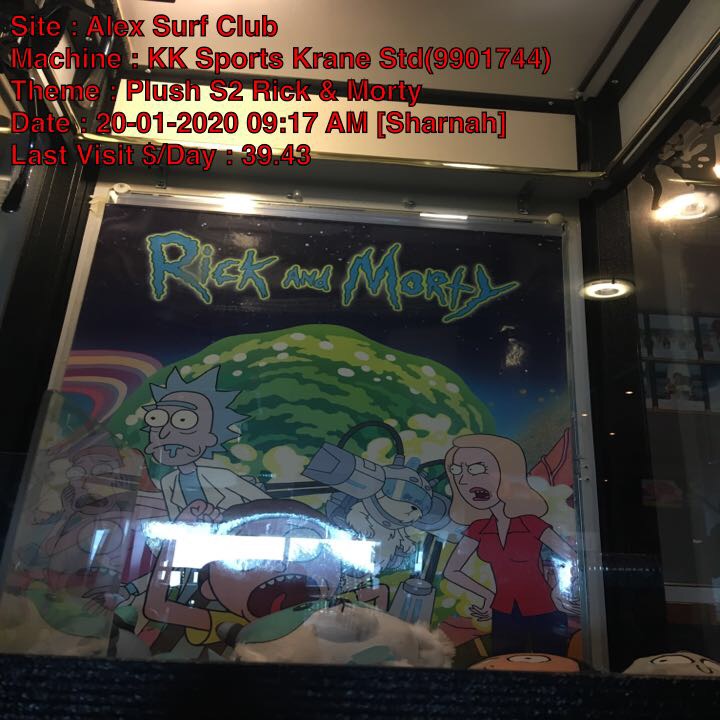 Site : Alex Surf Club
Machine : KK Sports Krane Std(9901744)
Theme : Plush S2 Rick & Morty
Date : 20-01-2020 09:17 AM [Sharnah]
Last Visit $/Day : 39.43
Rick AND Morty